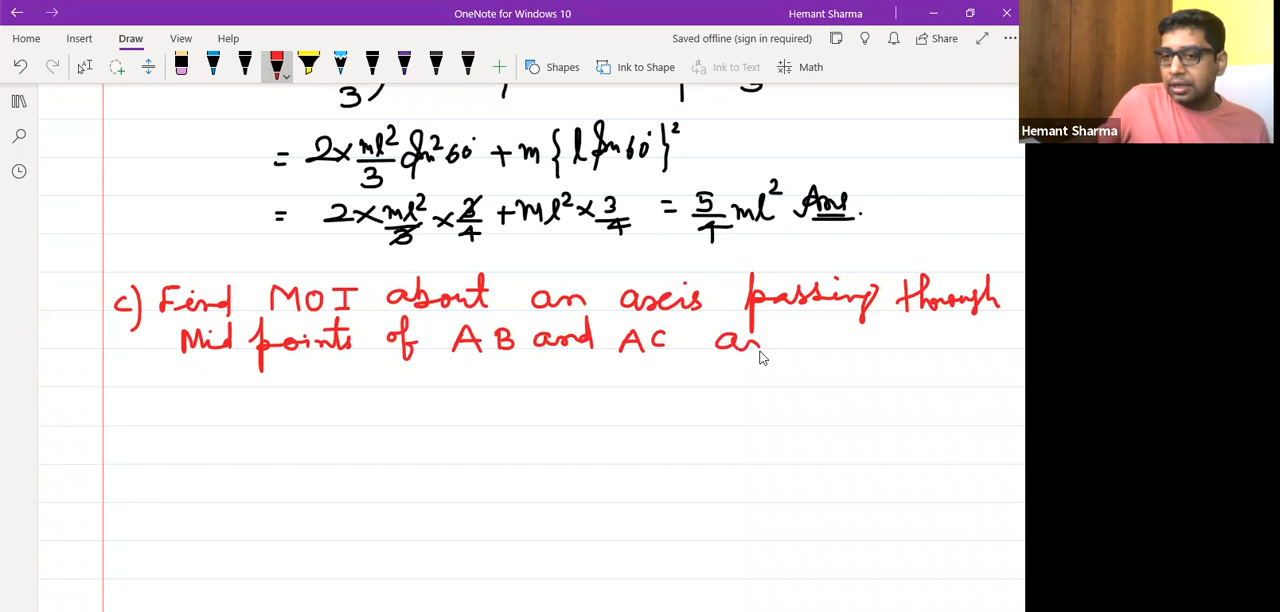 OneNote for Windows 10
Hemant Sharma
Home Insert Draw View Help
Saved offline (sign in required)
Share
Shapes
Ink to Shape
Ink to Text
Math
Hemant Sharma
3
= 2 × ml²/3 Sin²60° + m{l Sin60°}²
= 2 × ml²/3 × 3/4 + ml² × 3/4 = 5/4 ml² Ans.
c) Find MOI about an axis passing through
Mid points of AB and AC an